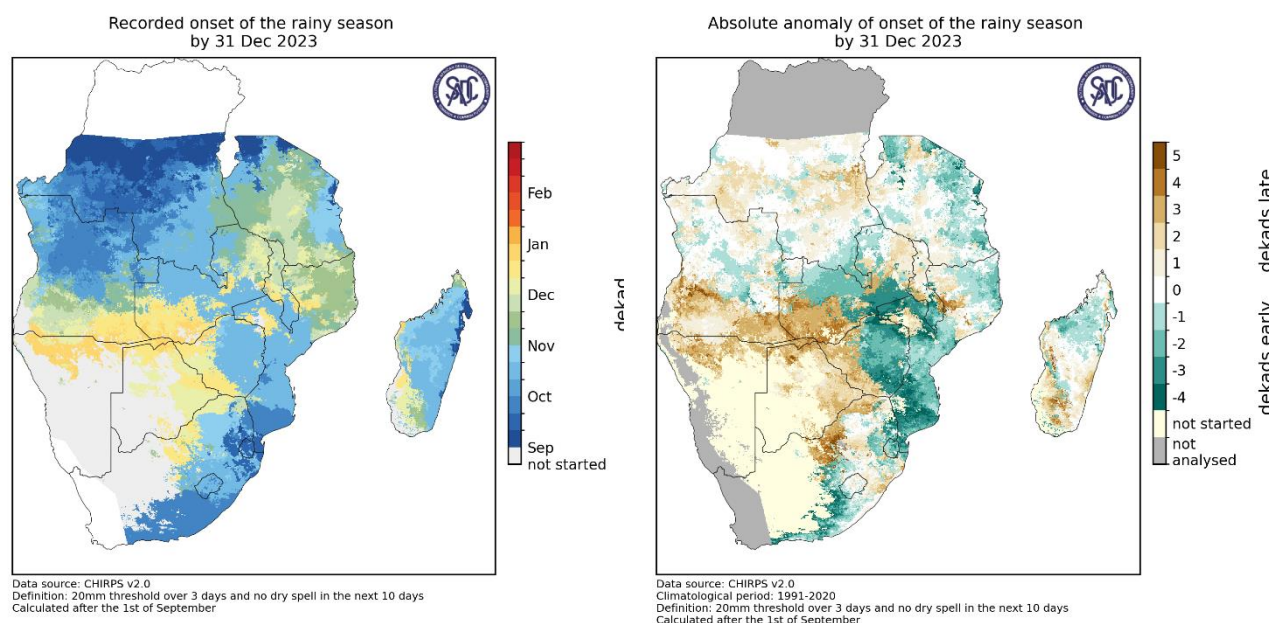 Recorded onset of the rainy season
by 31 Dec 2023
SADC
Feb
Jan
Dec
Nov
Oct
Sep
not started
dekad
Data source: CHIRPS v2.0
Definition: 20mm threshold over 3 days and no dry spell in the next 10 days
Calculated after the 1st of September
Absolute anomaly of onset of the rainy season
by 31 Dec 2023
SADC
5
4
3
2
1
0
-1
-2
-3
-4
not started
not
analysed
dekads early
dekads late
Data source: CHIRPS v2.0
Climatological period: 1991-2020
Definition: 20mm threshold over 3 days and no dry spell in the next 10 days
Calculated after the 1st of September